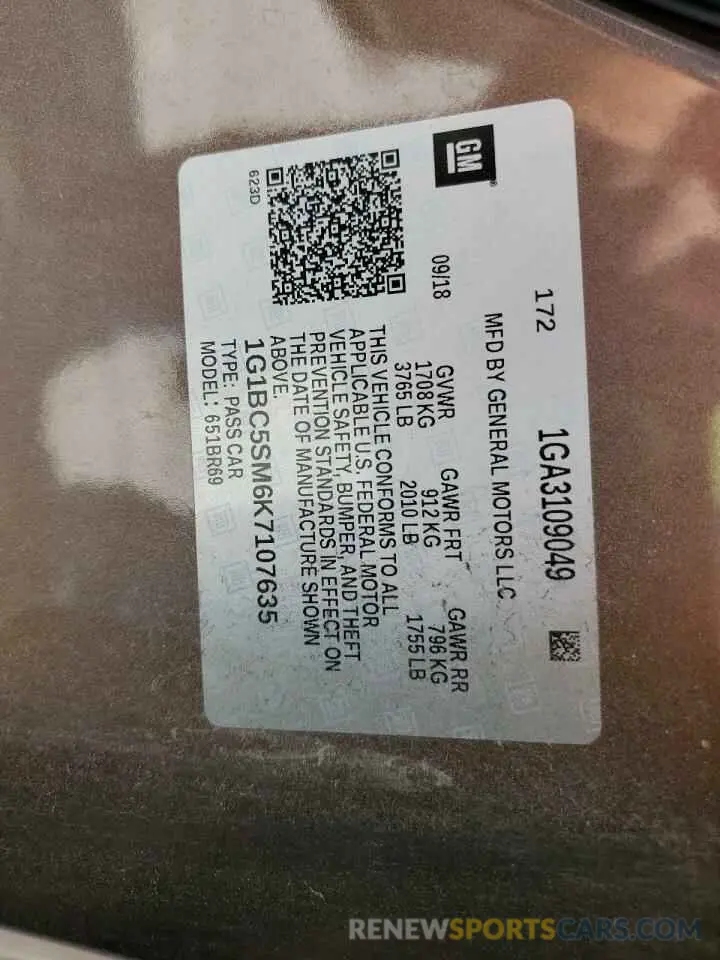 172 1GA3109049
MFD BY GENERAL MOTORS LLC
GM
09/18 GVWR GAWR FRT GAWR RR
1708 KG 912 KG 796 KG
3765 LB 2010 LB 1755 LB
THIS VEHICLE CONFORMS TO ALL
APPLICABLE U.S. FEDERAL MOTOR
VEHICLE SAFETY, BUMPER, AND THEFT
PREVENTION STANDARDS IN EFFECT ON
THE DATE OF MANUFACTURE SHOWN
ABOVE.
623D
1G1BC5SM6K7107635
TYPE: PASS CAR
MODEL: 651BR69
RENEWSPORTSCARS.COM